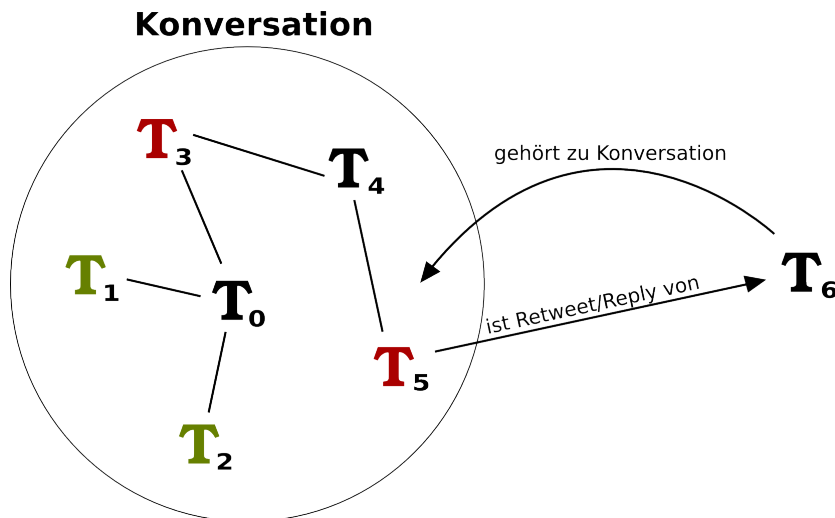 Konversation
T3
T4
gehört zu Konversation
T1
T0
T6
ist Retweet/Reply von
T5
T2